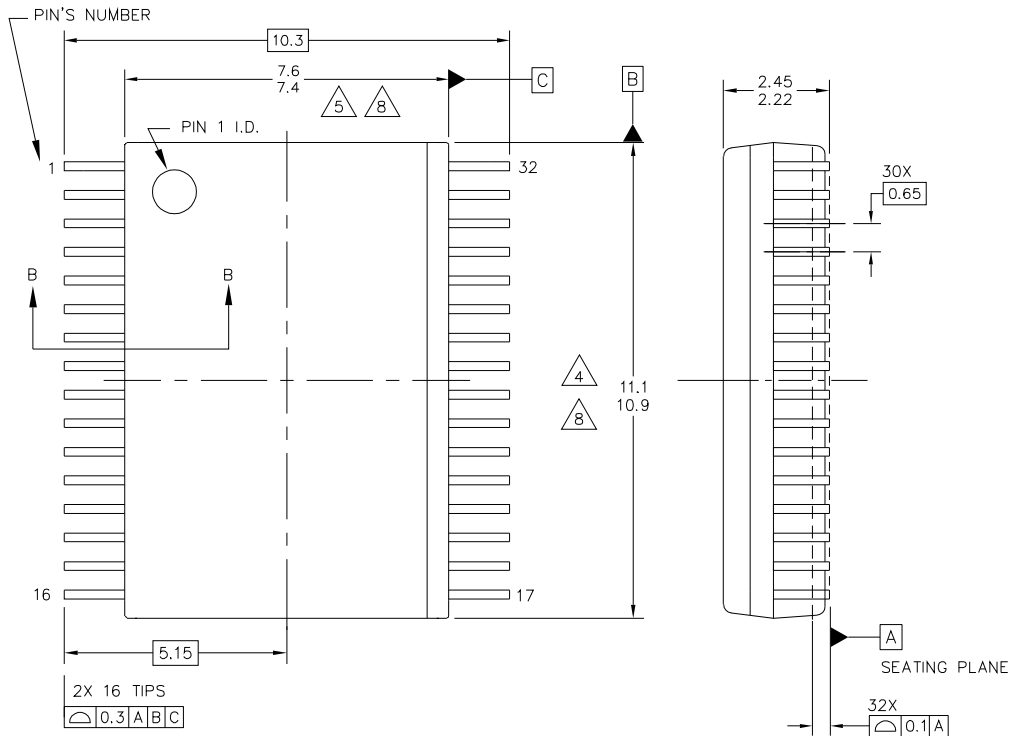 PIN'S NUMBER
10.3
7.6
7.4
5
8
C
B
2.45
2.22
PIN 1 I.D.
1
32
30X
0.65
B
B
4
8
11.1
10.9
16
17
5.15
A
SEATING PLANE
2X 16 TIPS
0.3 A B C
32X
0.1 A